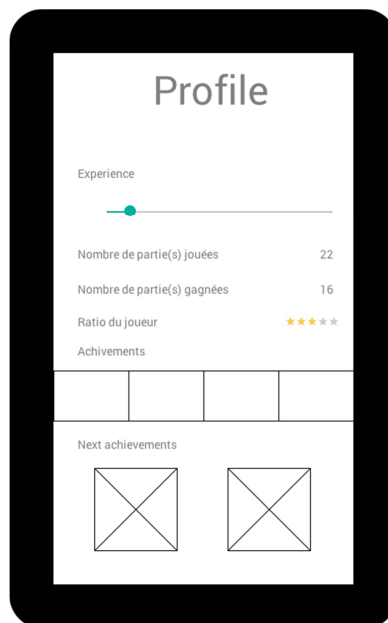 Profile
Experience
Nombre de partie(s) jouées 22
Nombre de partie(s) gagnées 16
Ratio du joueur
Achivements
Next achievements